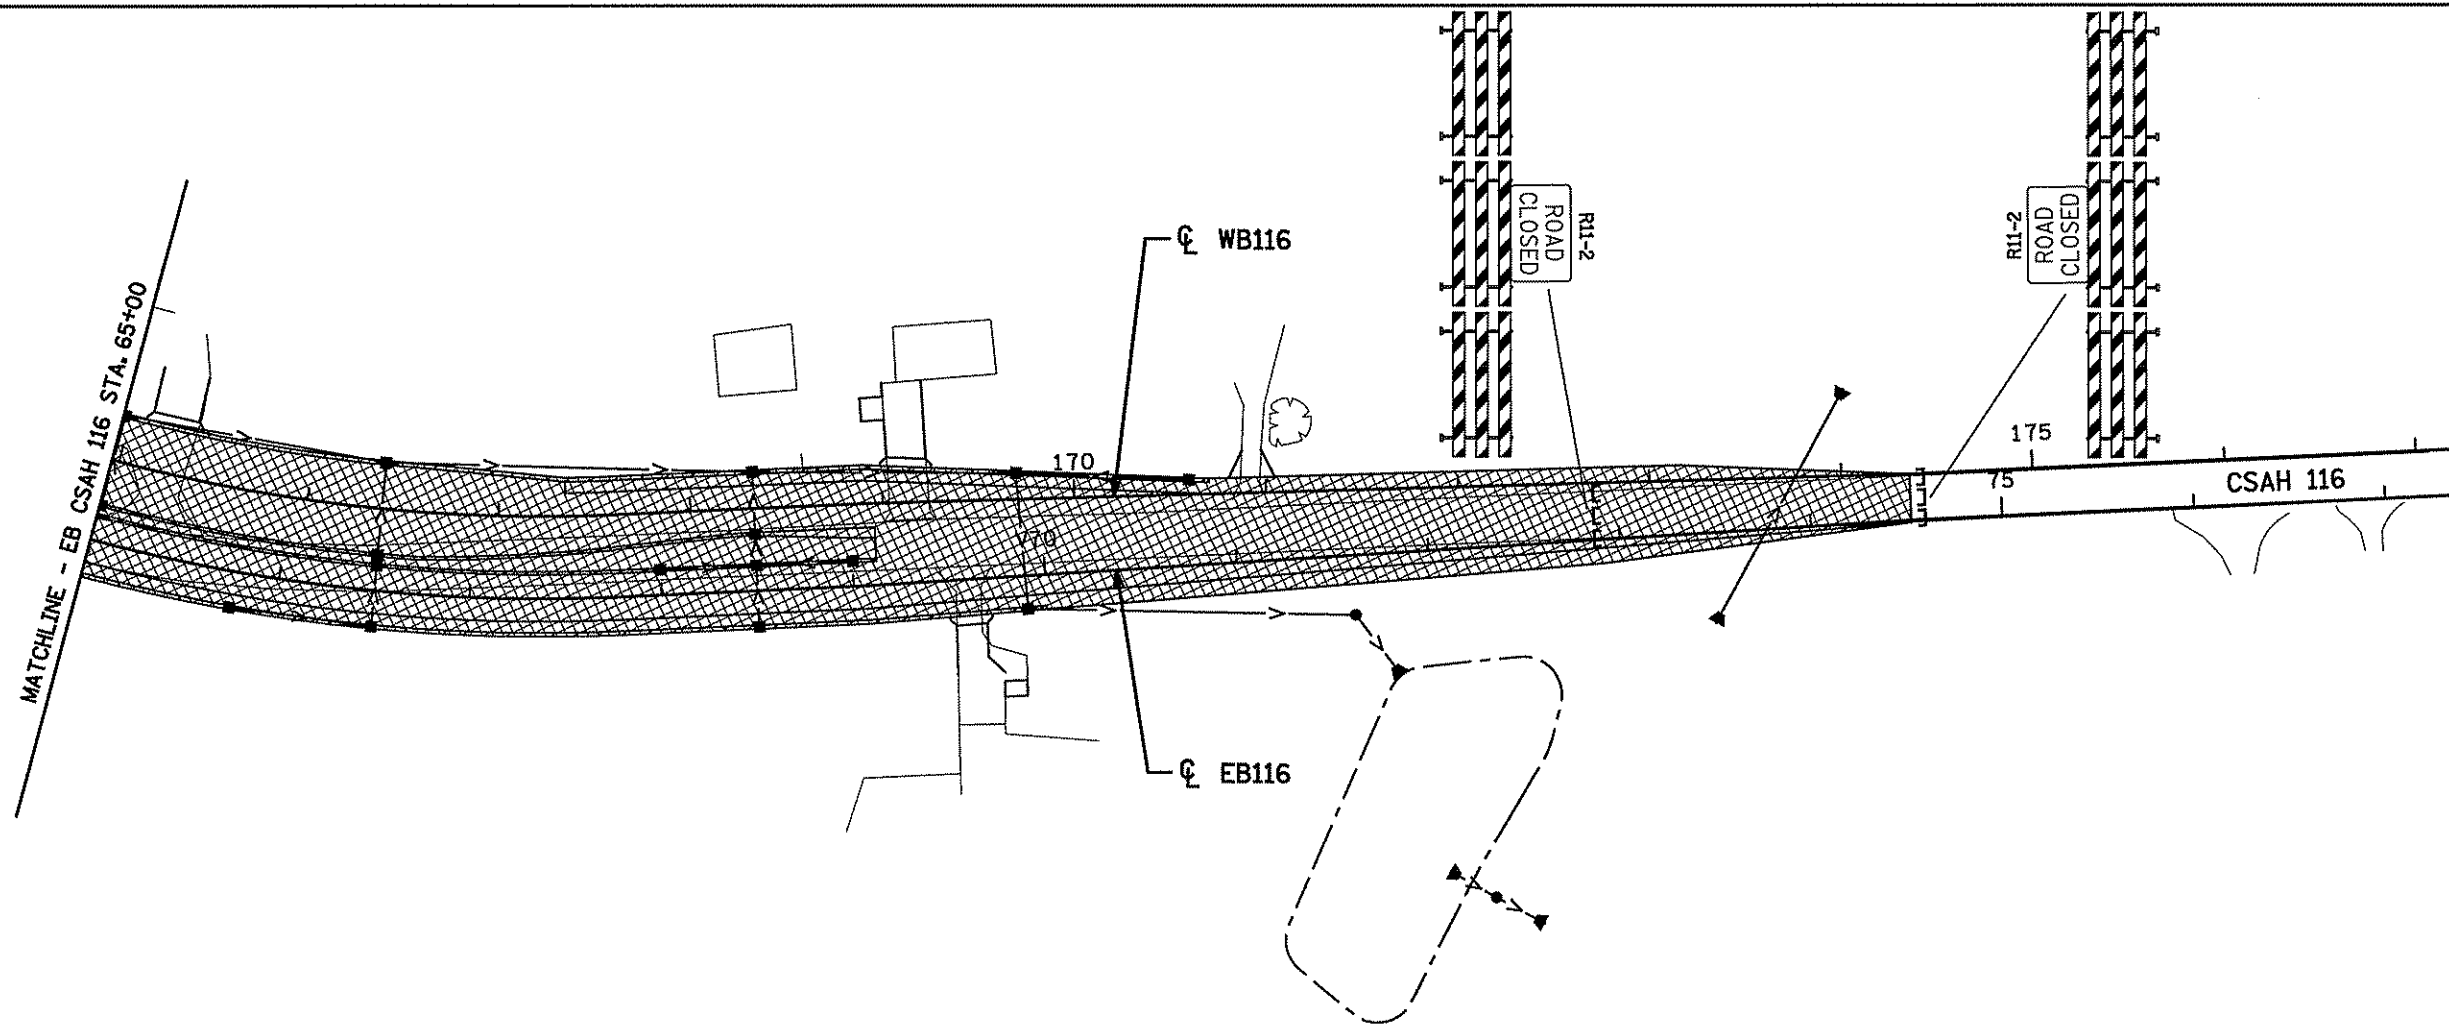 MATCHLINE - EB CSAH 116 STA. 65+00
℄ WB116
ROAD
CLOSED
R11-2
R11-2
ROAD
CLOSED
170
175
75
CSAH 116
70
℄ EB116